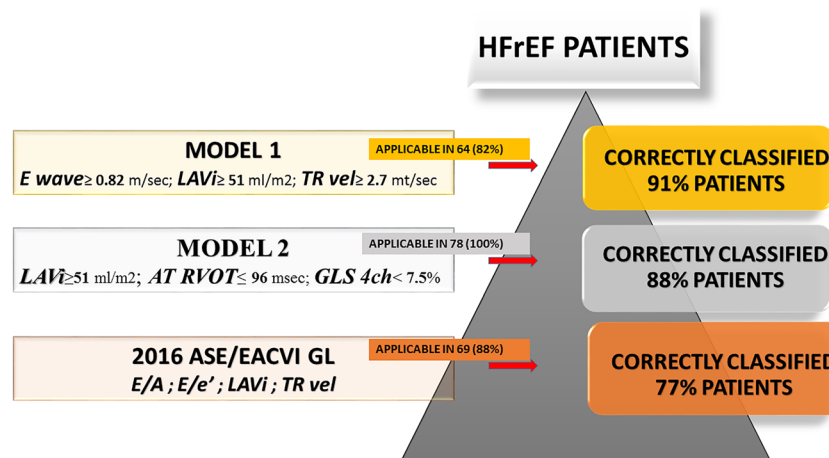 HFrEF PATIENTS
MODEL 1
E wave≥ 0.82 m/sec; LAVi≥ 51 ml/m2; TR vel≥ 2.7 mt/sec
APPLICABLE IN 64 (82%)
CORRECTLY CLASSIFIED
91% PATIENTS
MODEL 2
LAVi≥51 ml/m2; AT RVOT≤ 96 msec; GLS 4ch< 7.5%
APPLICABLE IN 78 (100%)
CORRECTLY CLASSIFIED
88% PATIENTS
2016 ASE/EACVI GL
E/A ; E/e’ ; LAVi ; TR vel
APPLICABLE IN 69 (88%)
CORRECTLY CLASSIFIED
77% PATIENTS